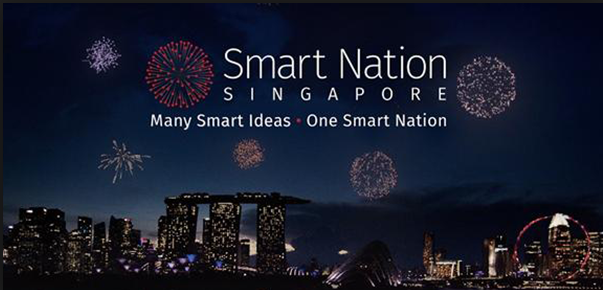 Smart Nation
SINGAPORE
Many Smart Ideas • One Smart Nation